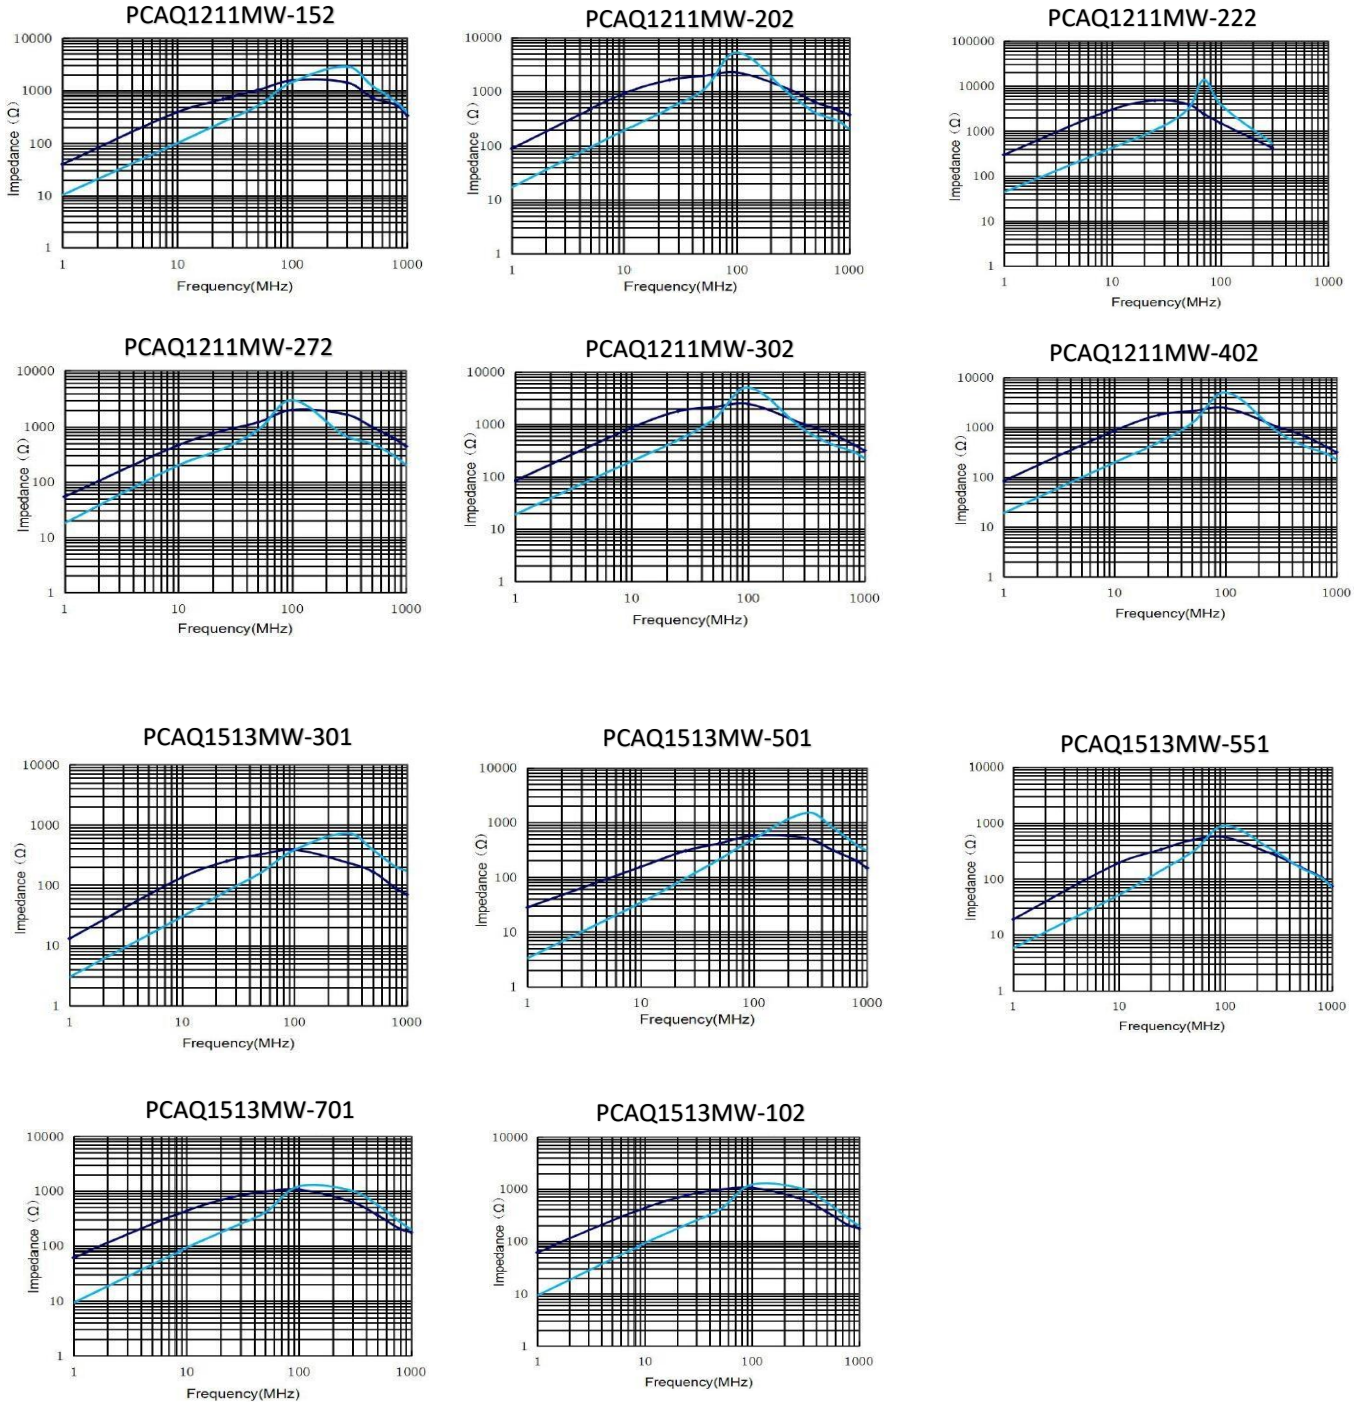 PCAQ1211MW-152
10000
1000
100
10
1
Impedance（Ω）
1 10 100 1000
Frequency(MHz)
PCAQ1211MW-202
10000
1000
100
10
1
Impedance（Ω）
1 10 100 1000
Frequency(MHz)
PCAQ1211MW-222
100000
10000
1000
100
10
1
Impedance（Ω）
1 10 100 1000
Frequency(MHz)
PCAQ1211MW-272
10000
1000
100
10
1
Impedance（Ω）
1 10 100 1000
Frequency(MHz)
PCAQ1211MW-302
10000
1000
100
10
1
Impedance（Ω）
1 10 100 1000
Frequency(MHz)
PCAQ1211MW-402
10000
1000
100
10
1
Impedance（Ω）
1 10 100 1000
Frequency(MHz)
PCAQ1513MW-301
10000
1000
100
10
1
Impedance（Ω）
1 10 100 1000
Frequency(MHz)
PCAQ1513MW-501
10000
1000
100
10
1
Impedance（Ω）
1 10 100 1000
Frequency(MHz)
PCAQ1513MW-551
10000
1000
100
10
1
Impedance（Ω）
1 10 100 1000
Frequency(MHz)
PCAQ1513MW-701
10000
1000
100
10
1
Impedance（Ω）
1 10 100 1000
Frequency(MHz)
PCAQ1513MW-102
10000
1000
100
10
1
Impedance（Ω）
1 10 100 1000
Frequency(MHz)